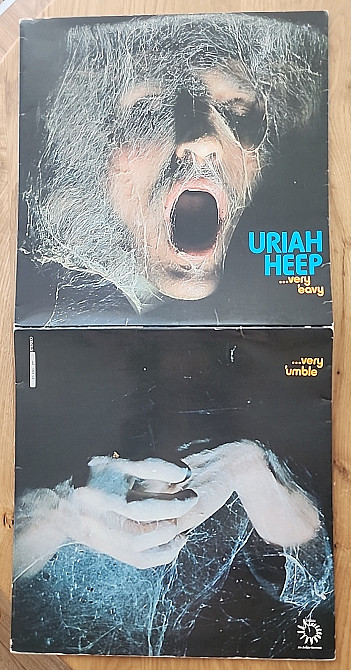 URIAH
HEEP
...very
'eavy
...very
'umble